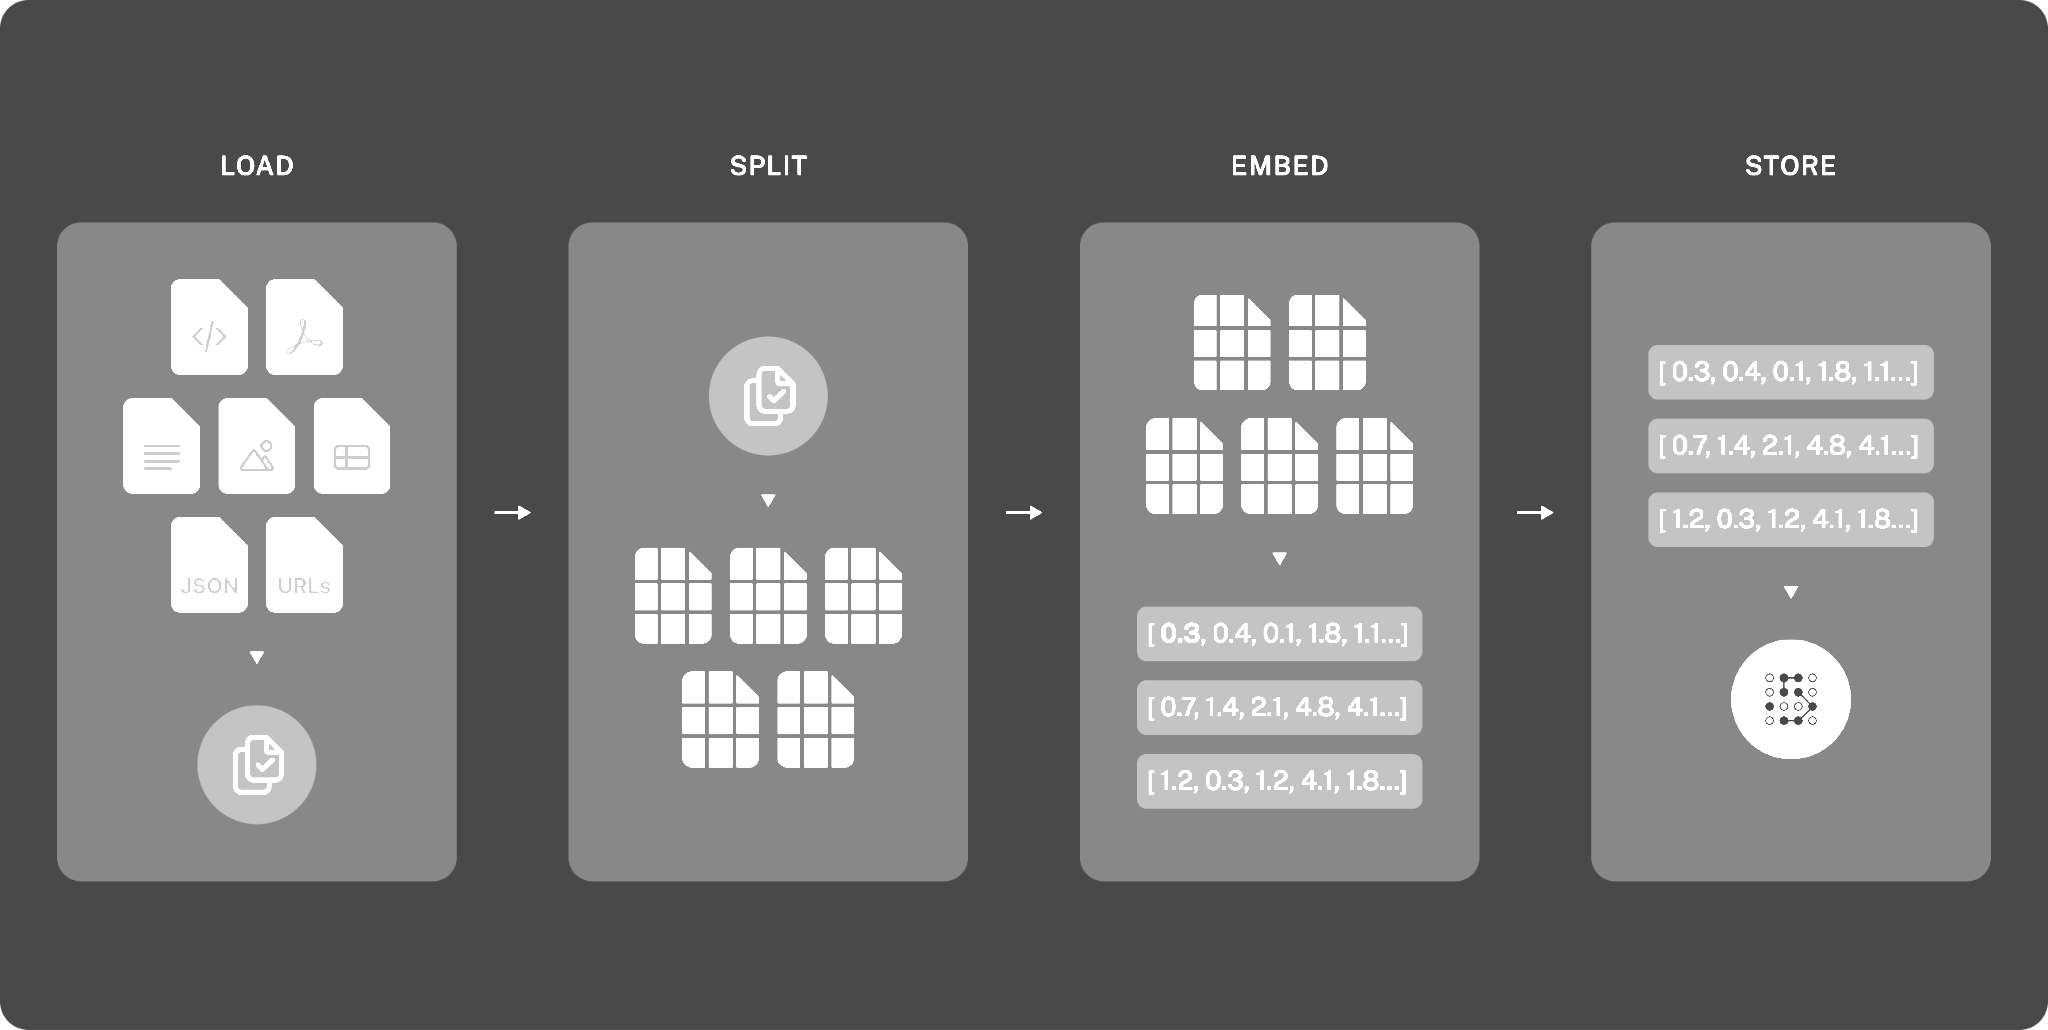 LOAD
SPLIT
EMBED
STORE
JSON
URLs
[ 0.3, 0.4, 0.1, 1.8, 1.1...]
[ 0.7, 1.4, 2.1, 4.8, 4.1...]
[ 1.2, 0.3, 1.2, 4.1, 1.8...]
[ 0.3, 0.4, 0.1, 1.8, 1.1...]
[ 0.7, 1.4, 2.1, 4.8, 4.1...]
[ 1.2, 0.3, 1.2, 4.1, 1.8...]